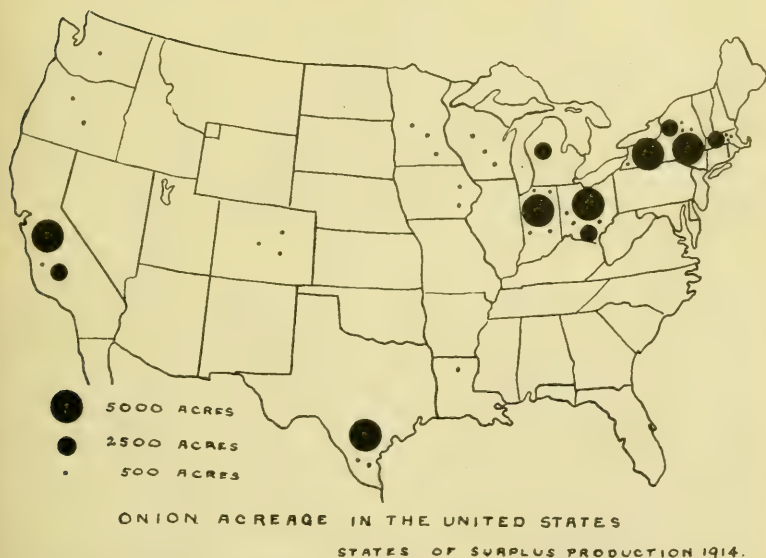 5000 ACRES
2500 ACRES
500 ACRES
ONION ACREAGE IN THE UNITED STATES
STATES OF SURPLUS PRODUCTION 1914.